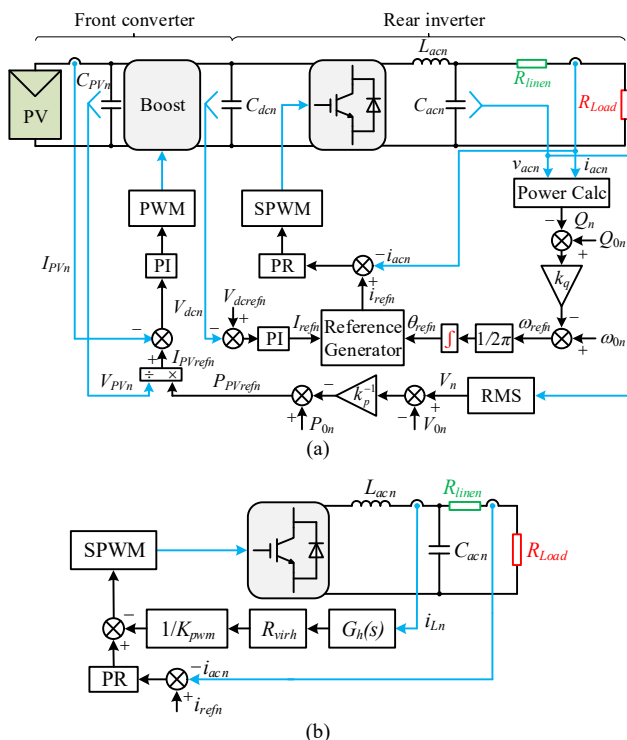 Front converter
Rear inverter
L_acn
C_PVn
R_linen
PV
Boost
C_dcn
C_acn
R_Load
v_acn
i_acn
PWM
SPWM
Power Calc
− Q_n
Q_0n
+
I_PVn
PI
PR
−i_acn
+
k_q
V_dcn
V_dcrefn
i_refn
−
+
−
+
I_refn
PI
Reference
Generator
θ_refn
∫
1/2π
ω_refn
−
+
ω_0n
I_PVrefn
÷ ×
V_PVn
P_PVrefn
−
+
P_0n
k_p^{-1}
V_n
−
+
V_0n
RMS
(a)
L_acn
R_linen
SPWM
C_acn
R_Load
−
+
1/K_pwm
R_virh
G_h(s)
i_Ln
PR
−i_acn
+
i_refn
(b)